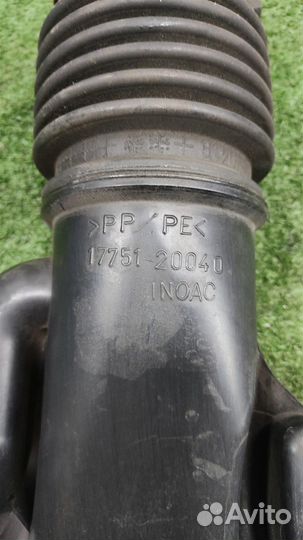 >PP/PE<
17751-20040
INOAC
Avito